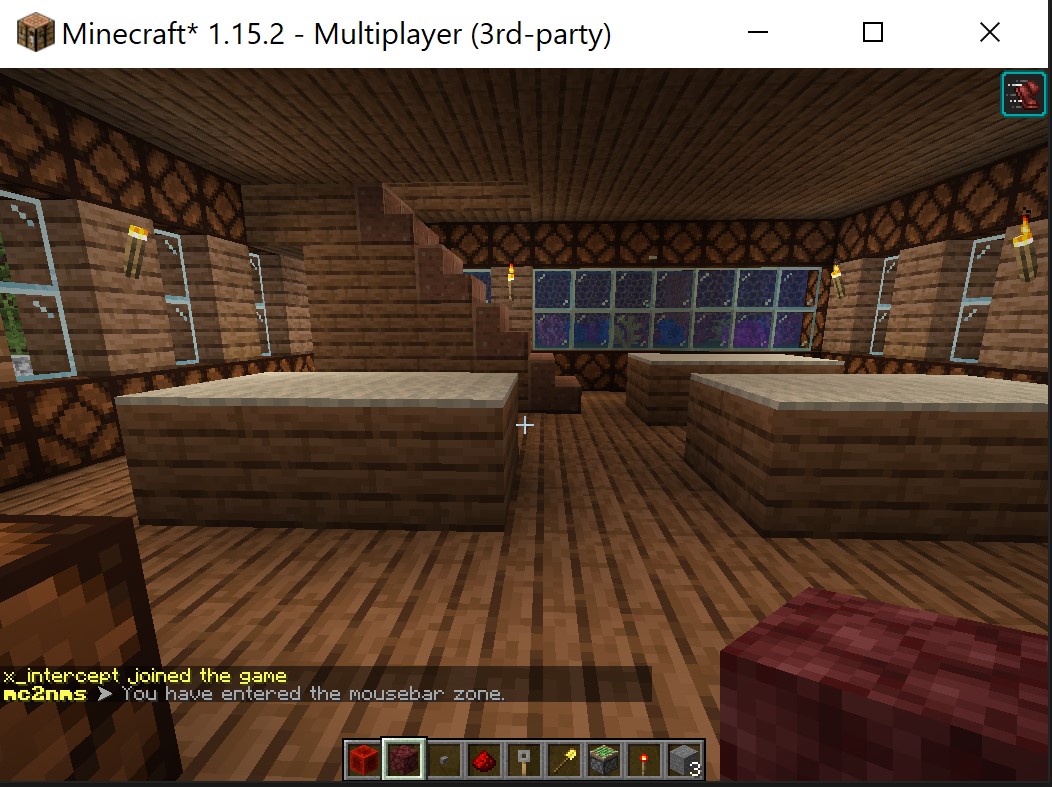 Minecraft* 1.15.2 - Multiplayer (3rd-party)
x_intercept joined the game
mc2nms ➤ You have entered the mousebar zone.
3